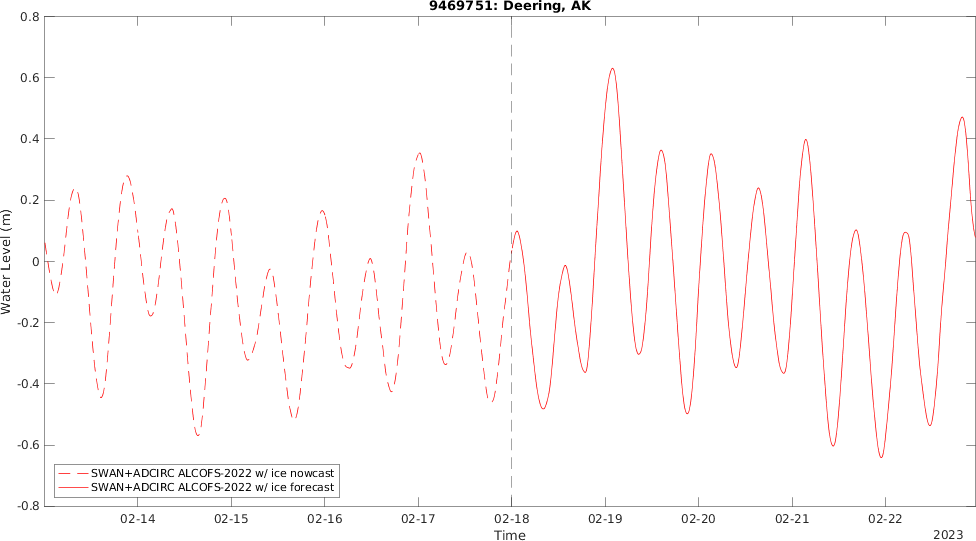 9469751: Deering, AK
0.8
0.6
0.4
0.2
0
-0.2
-0.4
-0.6
-0.8
Water Level (m)
SWAN+ADCIRC ALCOFS-2022 w/ ice nowcast
SWAN+ADCIRC ALCOFS-2022 w/ ice forecast
02-14 02-15 02-16 02-17 02-18 02-19 02-20 02-21 02-22
Time
2023